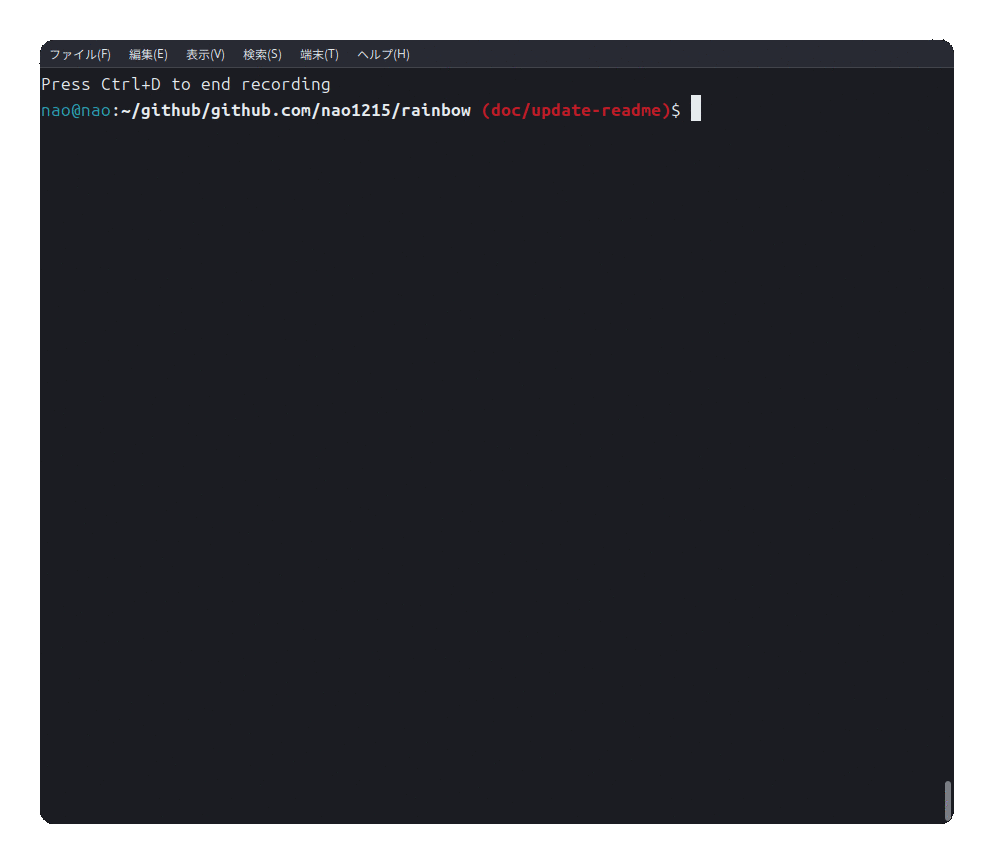 ファイル(F) 編集(E) 表示(V) 検索(S) 端末(T) ヘルプ(H)
Press Ctrl+D to end recording
nao@nao:~/github/github.com/nao1215/rainbow (doc/update-readme)$